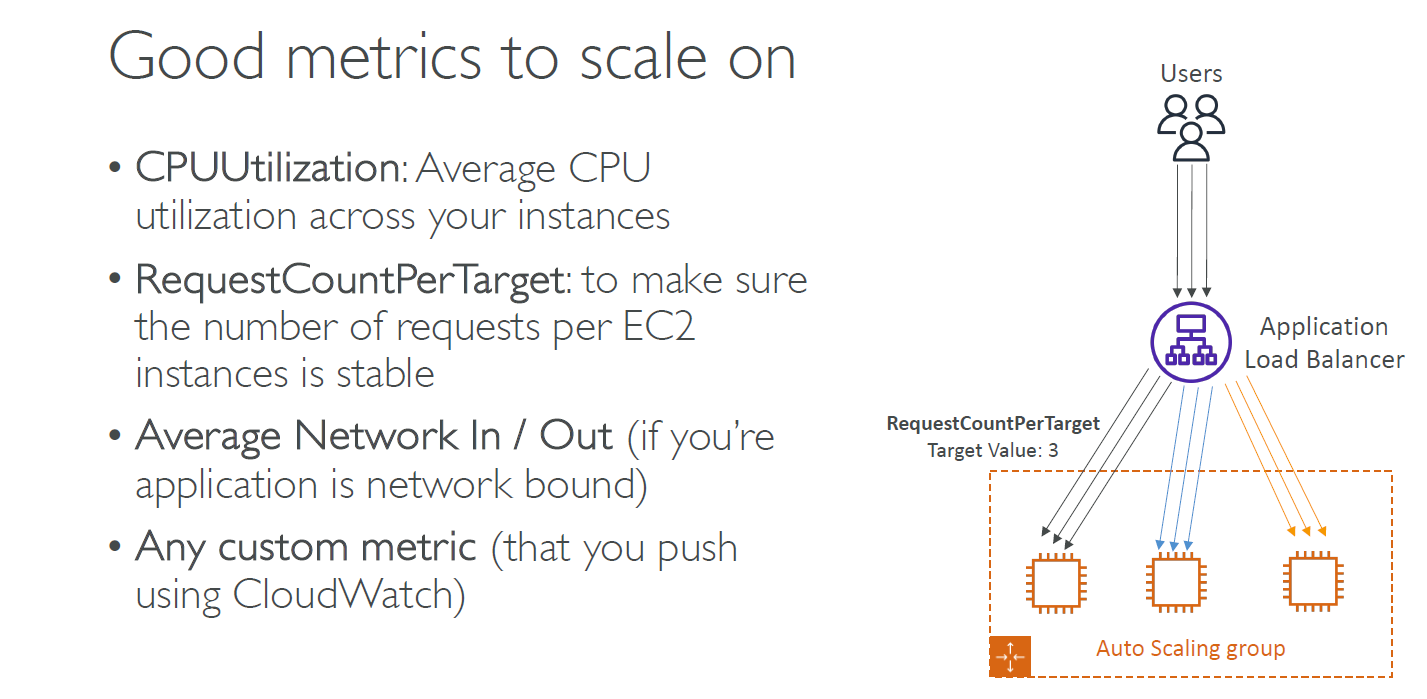 Good metrics to scale on
• CPUUtilization: Average CPU
utilization across your instances
• RequestCountPerTarget: to make sure
the number of requests per EC2
instances is stable
• Average Network In / Out (if you’re
application is network bound)
• Any custom metric (that you push
using CloudWatch)
Users
Application
Load Balancer
RequestCountPerTarget
Target Value: 3
Auto Scaling group